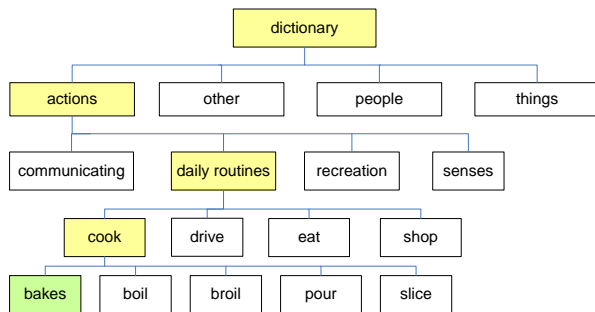 dictionary
actions other people things
communicating daily routines recreation senses
cook drive eat shop
bakes boil broil pour slice